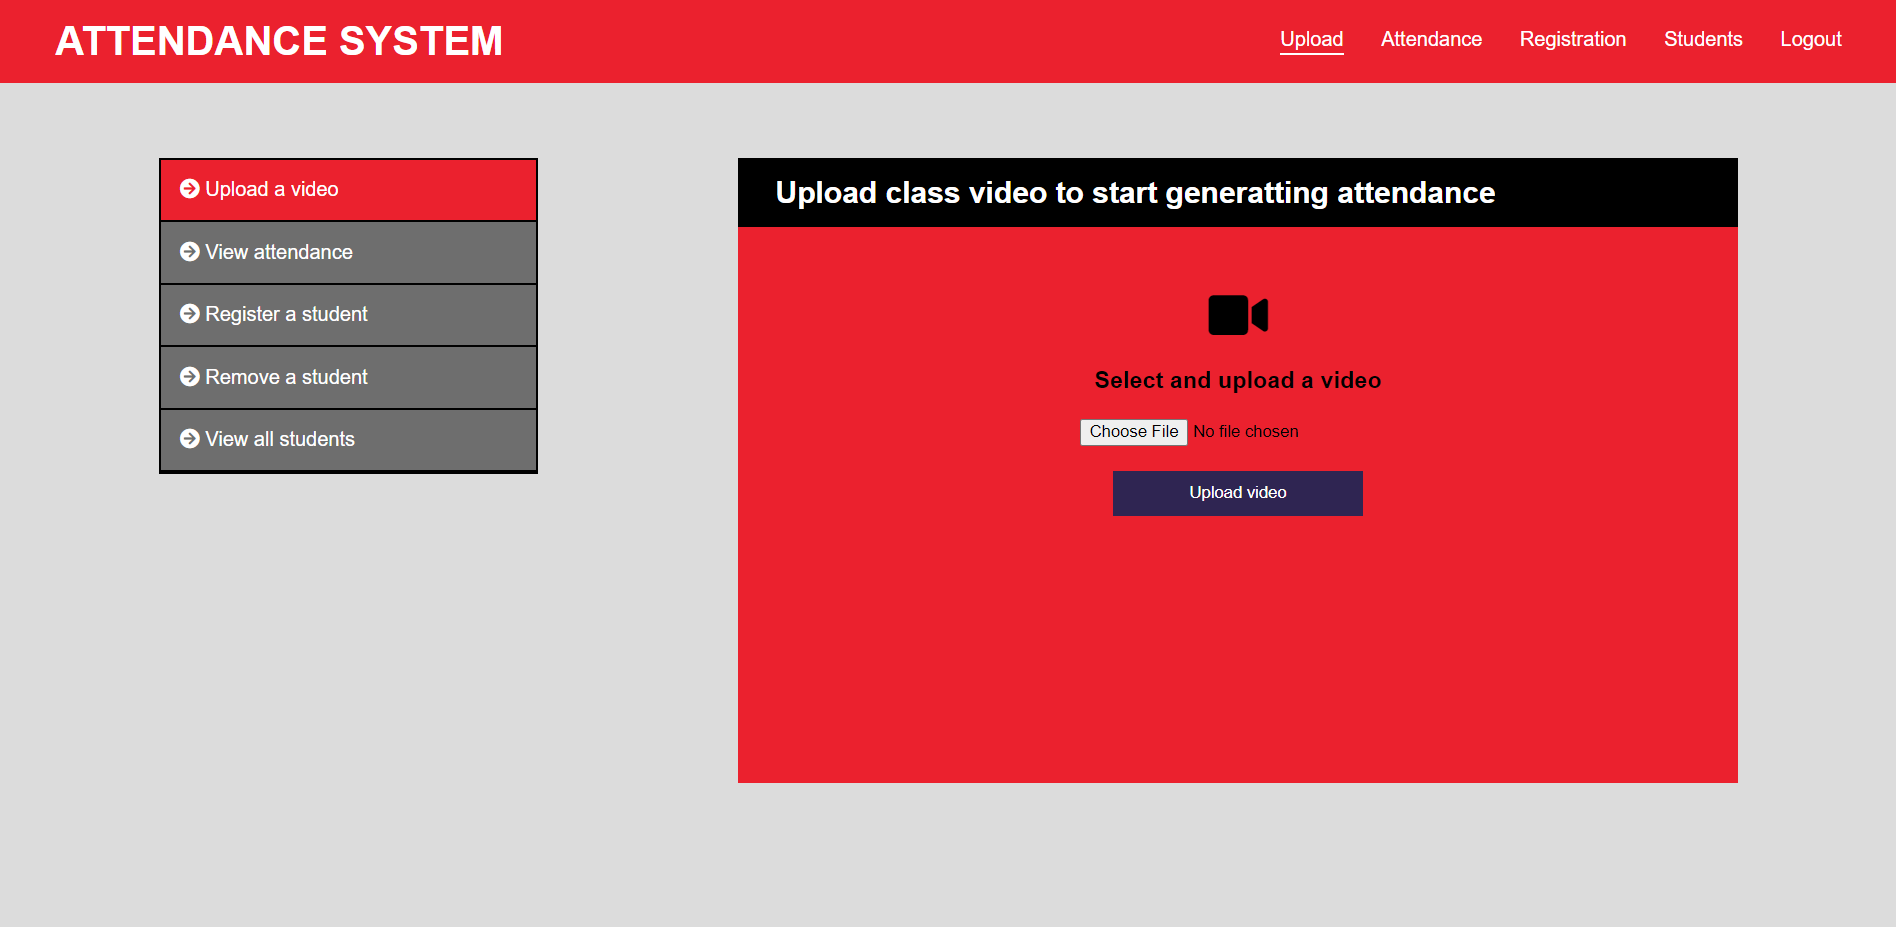 ATTENDANCE SYSTEM
Upload Attendance Registration Students Logout
Upload a video
View attendance
Register a student
Remove a student
View all students
Upload class video to start generatting attendance
Select and upload a video
Choose File No file chosen
Upload video